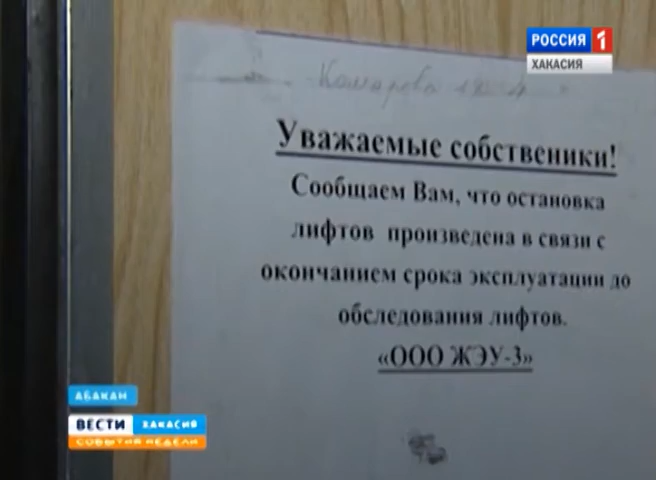 РОССИЯ 1
ХАКАСИЯ
Комарова
Уважаемые собственики!
Сообщаем Вам, что остановка
лифтов произведена в связи с
окончанием срока эксплуатации до
обследования лифтов.
«ООО ЖЭУ-3»
АБАКАН
ВЕСТИ ХАКАСИЯ
СОБЫТИЯ НЕДЕЛИ